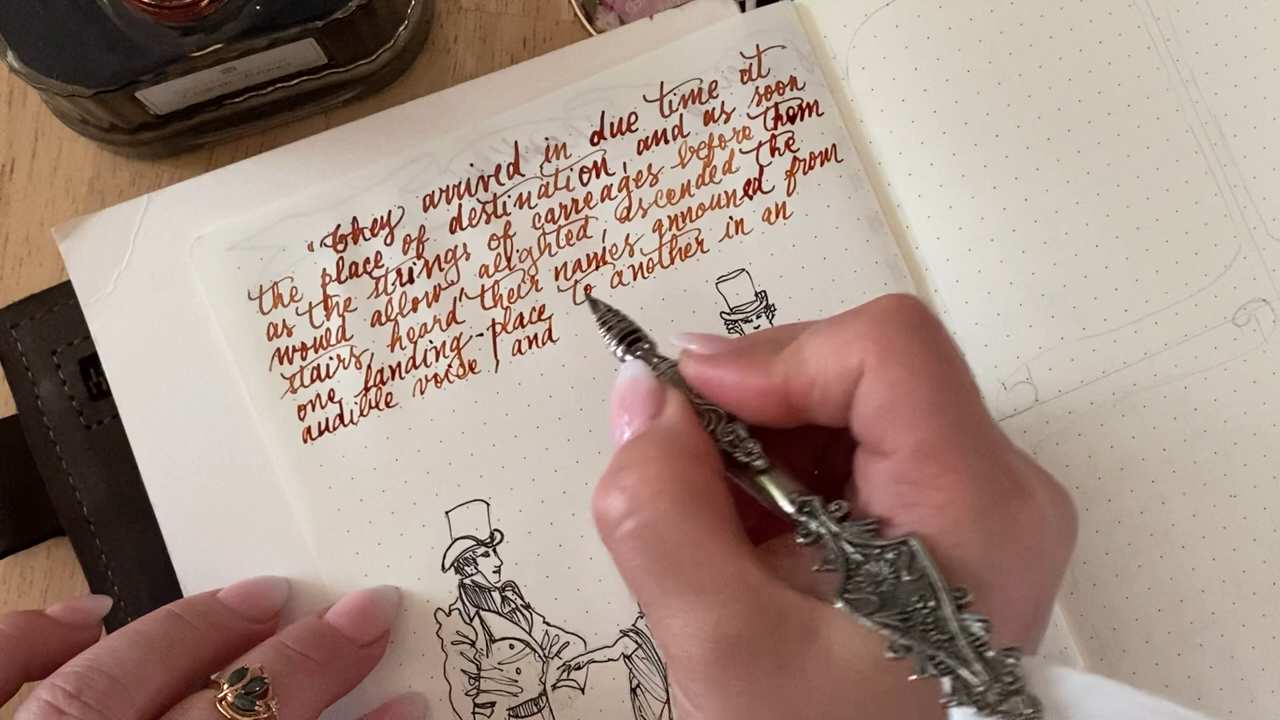 "They arrived in due time at
the place of destination, and as soon
as the strings of carreages before them
would allow, alighted, ascended the
stairs, heard their names announced from
one landing-place to another in an
audible voice, and